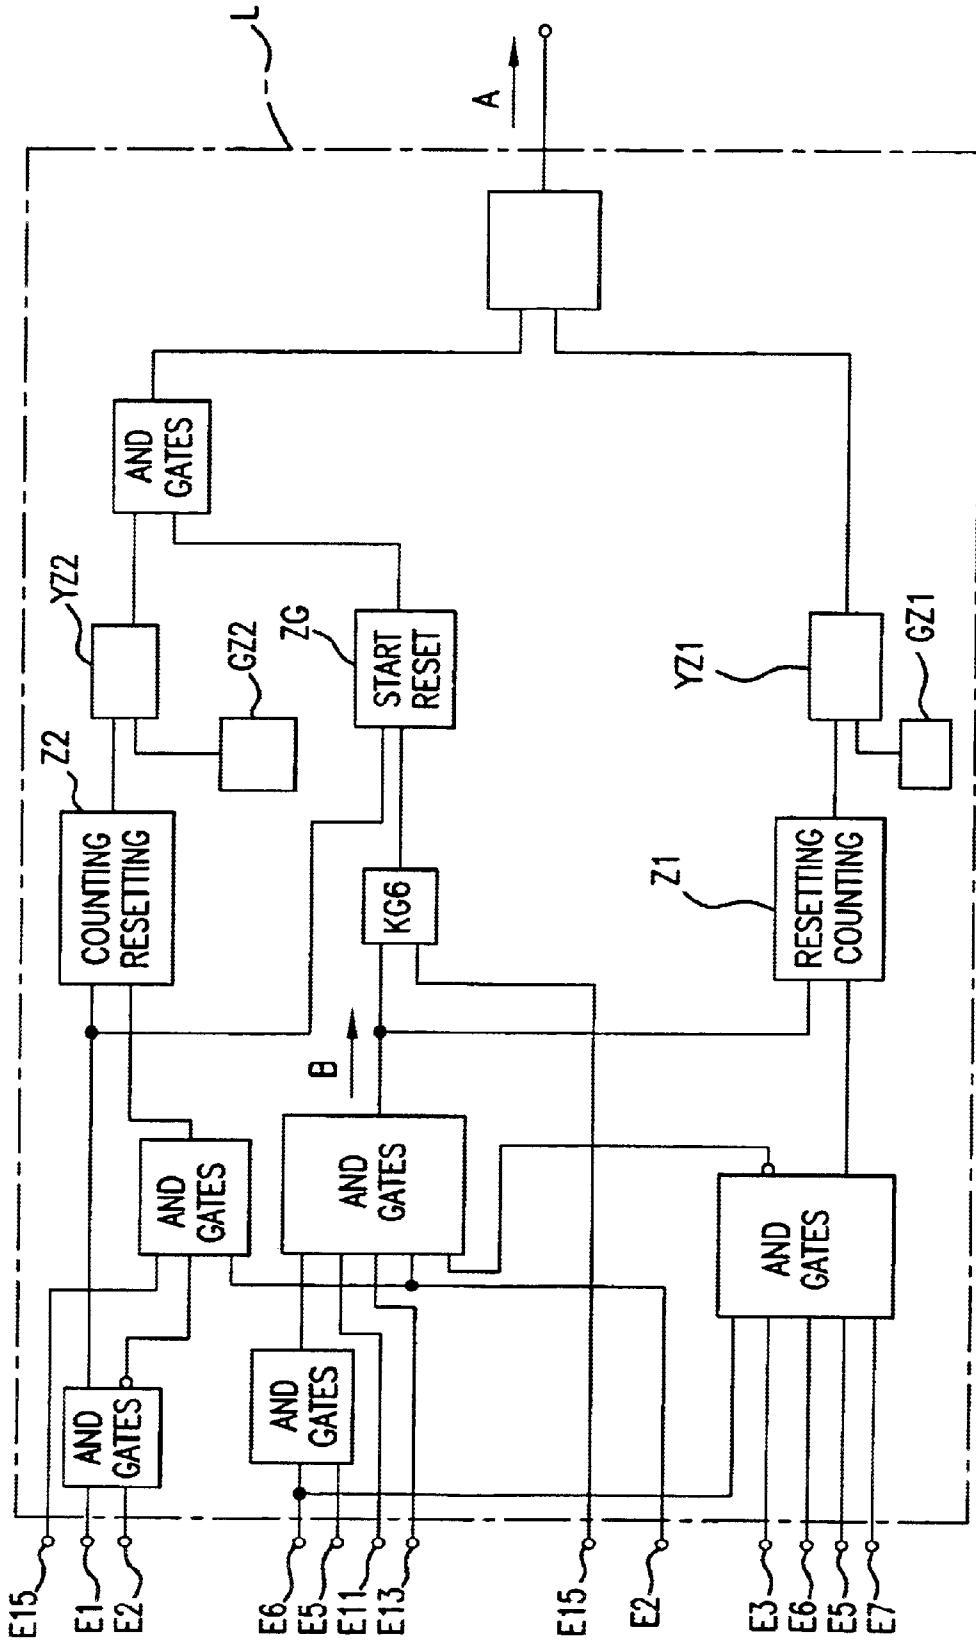 L
A
AND
GATES
YZ2
GZ2
ZG
START
RESET
Z2
COUNTING
RESETTING
YZ1
GZ1
Z1
RESETTING
COUNTING
KG6
B
AND
GATES
AND
GATES
AND
GATES
AND
GATES
AND
GATES
E15
E1
E2
E6
E5
E11
E13
E15
E2
E3
E6
E5
E7